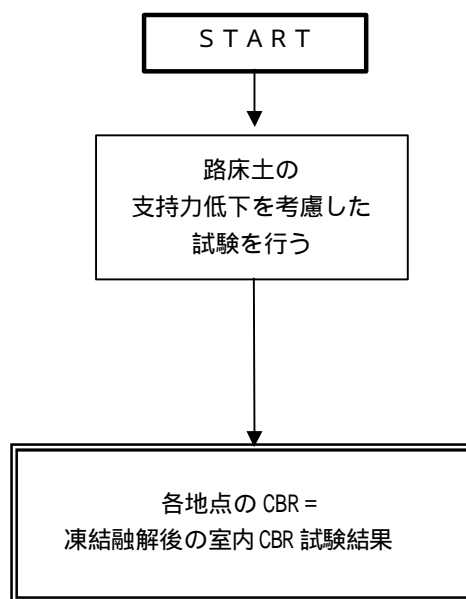 ＳＴＡＲＴ
路床土の
支持力低下を考慮した
試験を行う
各地点の CBR =
凍結融解後の室内 CBR 試験結果